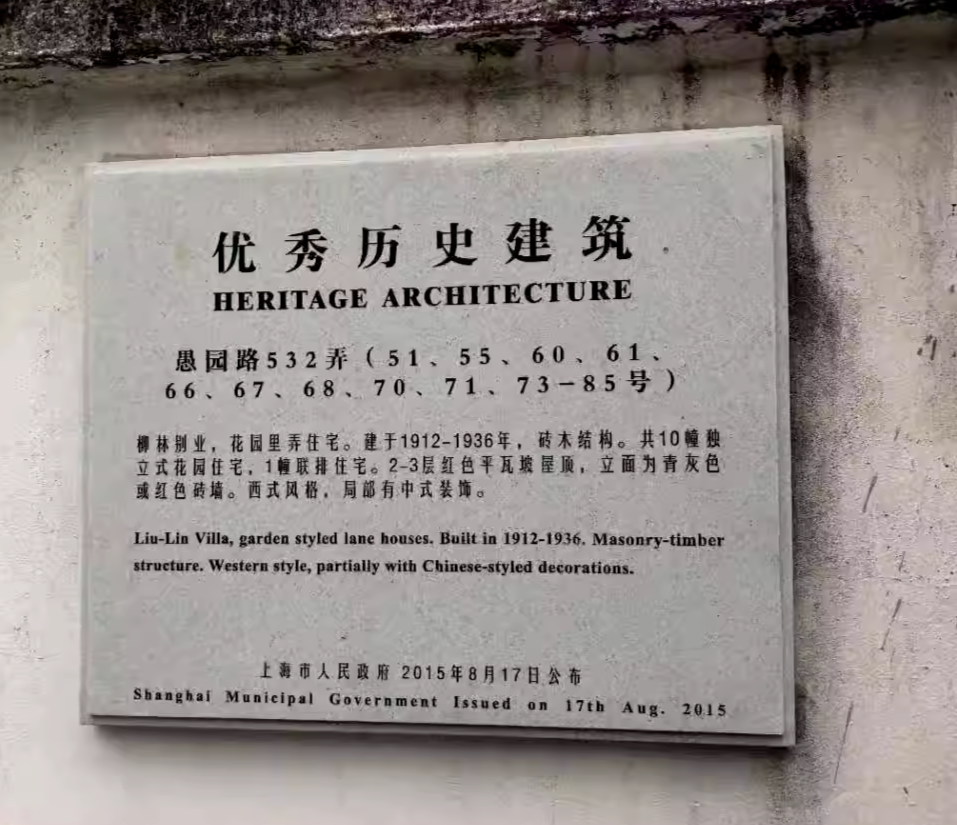 优秀历史建筑
HERITAGE ARCHITECTURE
愚园路532弄（51、55、60、61、
66、67、68、70、71、73－85号）
柳林别业，花园里弄住宅。建于1912-1936年，砖木结构。共10幢独
立式花园住宅，1幢联排住宅。2-3层红色平瓦坡屋顶，立面为青灰色
或红色砖墙。西式风格，局部有中式装饰。
Liu-Lin Villa, garden styled lane houses. Built in 1912-1936. Masonry-timber
structure. Western style, partially with Chinese-styled decorations.
上海市人民政府 2015年8月17日公布
Shanghai Municipal Government Issued on 17th Aug. 2015